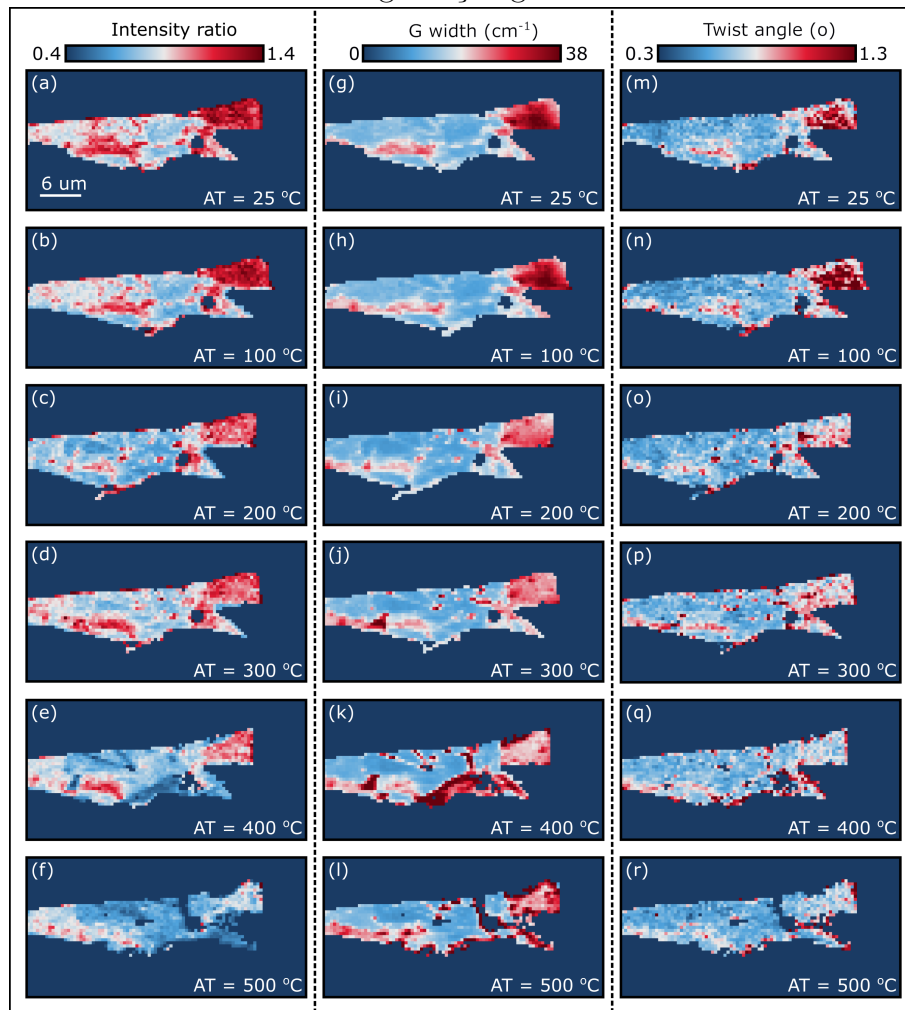 Intensity ratio
0.4 1.4
G width (cm⁻¹)
0 38
Twist angle (o)
0.3 1.3
(a)
6 um
AT = 25 ºC
(g)
AT = 25 ºC
(m)
AT = 25 ºC
(b)
AT = 100 ºC
(h)
AT = 100 ºC
(n)
AT = 100 ºC
(c)
AT = 200 ºC
(i)
AT = 200 ºC
(o)
AT = 200 ºC
(d)
AT = 300 ºC
(j)
AT = 300 ºC
(p)
AT = 300 ºC
(e)
AT = 400 ºC
(k)
AT = 400 ºC
(q)
AT = 400 ºC
(f)
AT = 500 ºC
(l)
AT = 500 ºC
(r)
AT = 500 ºC